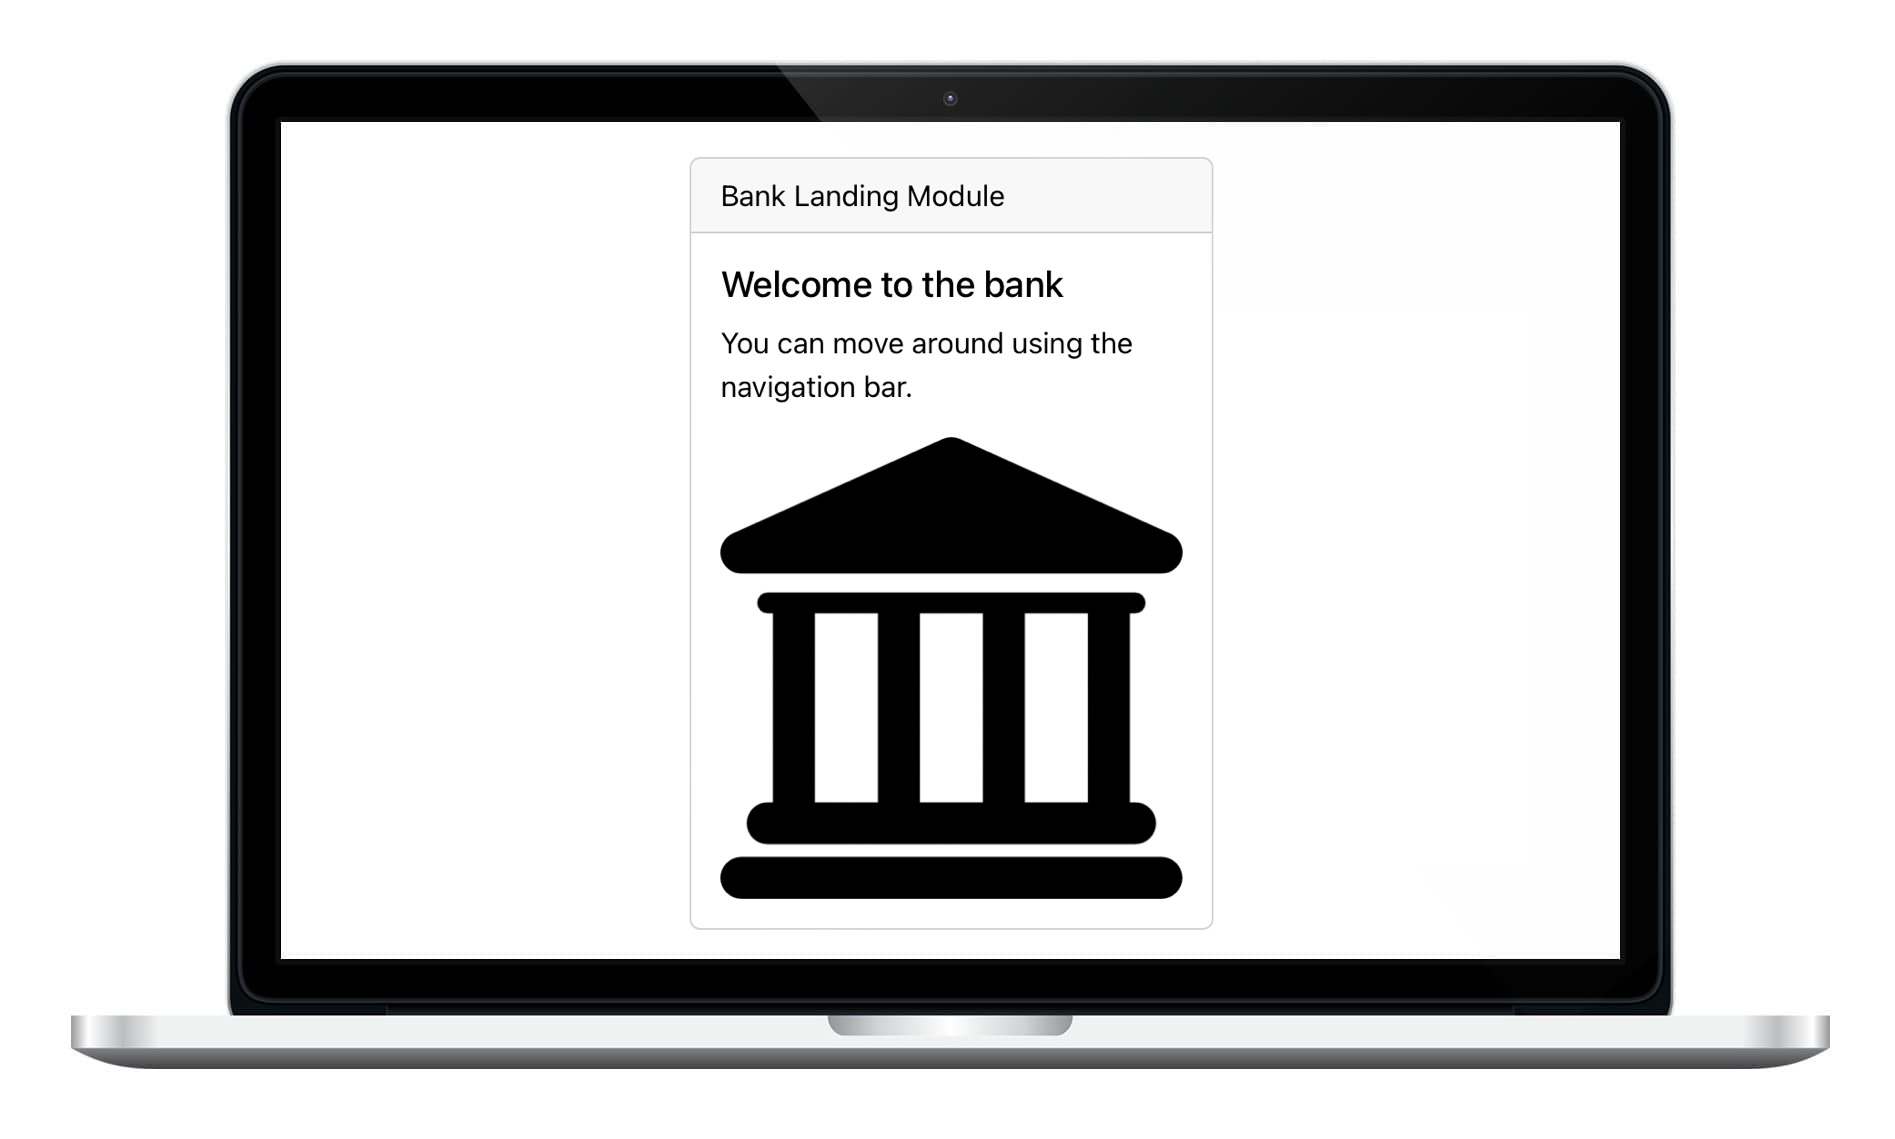 Bank Landing Module
Welcome to the bank
You can move around using the
navigation bar.